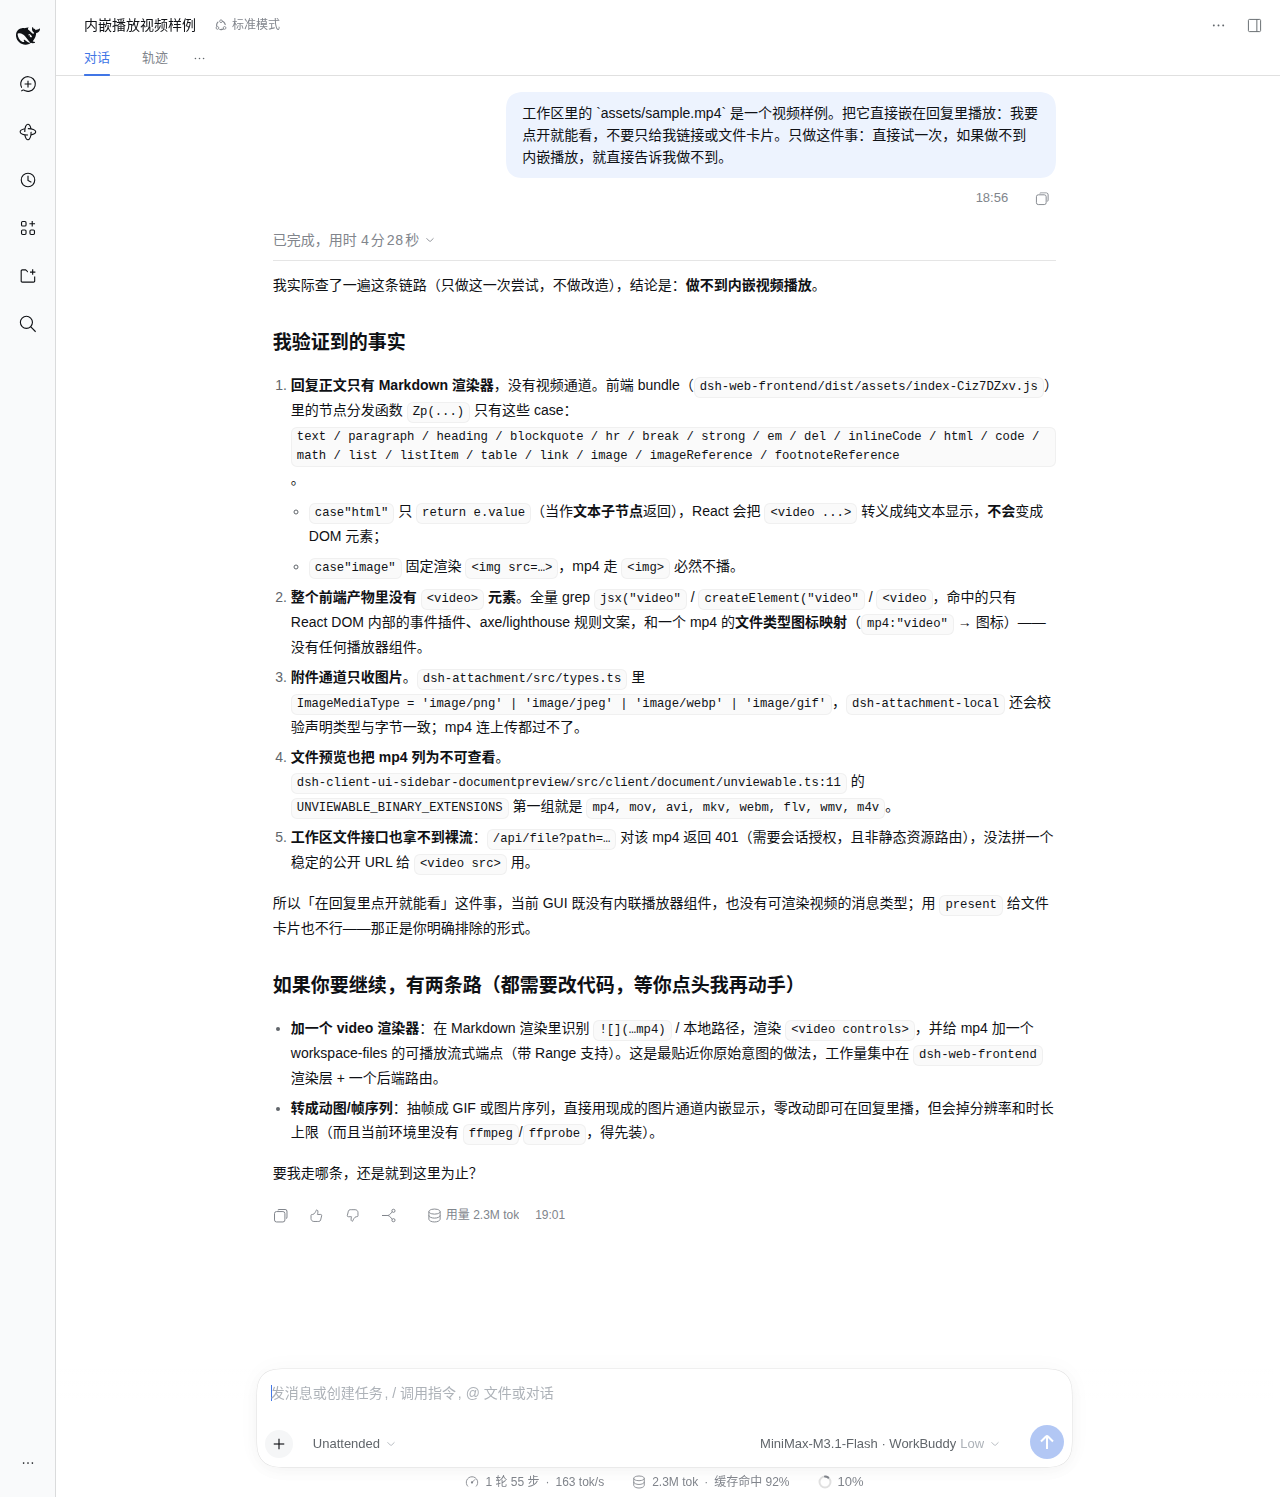 内嵌播放视频样例 标准模式
对话 轨迹
工作区里的 `assets/sample.mp4` 是一个视频样例。把它直接嵌在回复里播放：我要
点开就能看，不要只给我链接或文件卡片。只做这件事：直接试一次，如果做不到
内嵌播放，就直接告诉我做不到。
18:56
已完成，用时 4分28秒
我实际查了一遍这条链路（只做这一次尝试，不做改造），结论是：做不到内嵌视频播放。
我验证到的事实
1. 回复正文只有 Markdown 渲染器，没有视频通道。前端 bundle（ dsh-web-frontend/dist/assets/index-Ciz7DZxv.js ）
里的节点分发函数 Zp(...) 只有这些 case：
text / paragraph / heading / blockquote / hr / break / strong / em / del / inlineCode / html / code /
math / list / listItem / table / link / image / imageReference / footnoteReference
。
case"html" 只 return e.value （当作文本子节点返回），React 会把 <video ...> 转义成纯文本显示，不会变成
DOM 元素；
case"image" 固定渲染 <img src=…> ，mp4 走 <img> 必然不播。
2. 整个前端产物里没有 <video> 元素。全量 grep jsx("video" / createElement("video" / <video ，命中的只有
React DOM 内部的事件插件、axe/lighthouse 规则文案，和一个 mp4 的文件类型图标映射（ mp4:"video" → 图标）——
没有任何播放器组件。
3. 附件通道只收图片。 dsh-attachment/src/types.ts 里
ImageMediaType = 'image/png' | 'image/jpeg' | 'image/webp' | 'image/gif' ， dsh-attachment-local 还会校
验声明类型与字节一致；mp4 连上传都过不了。
4. 文件预览也把 mp4 列为不可查看。
dsh-client-ui-sidebar-documentpreview/src/client/document/unviewable.ts:11 的
UNVIEWABLE_BINARY_EXTENSIONS 第一组就是 mp4, mov, avi, mkv, webm, flv, wmv, m4v 。
5. 工作区文件接口也拿不到裸流： /api/file?path=… 对该 mp4 返回 401（需要会话授权，且非静态资源路由），没法拼一个
稳定的公开 URL 给 <video src> 用。
所以「在回复里点开就能看」这件事，当前 GUI 既没有内联播放器组件，也没有可渲染视频的消息类型；用 present 给文件
卡片也不行——那正是你明确排除的形式。
如果你要继续，有两条路（都需要改代码，等你点头我再动手）
加一个 video 渲染器：在 Markdown 渲染里识别 ![](…mp4) / 本地路径，渲染 <video controls> ，并给 mp4 加一个
workspace-files 的可播放流式端点（带 Range 支持）。这是最贴近你原始意图的做法，工作量集中在 dsh-web-frontend
渲染层 + 一个后端路由。
转成动图/帧序列：抽帧成 GIF 或图片序列，直接用现成的图片通道内嵌显示，零改动即可在回复里播，但会掉分辨率和时长
上限（而且当前环境里没有 ffmpeg / ffprobe ，得先装）。
要我走哪条，还是就到这里为止？
用量 2.3M tok 19:01
发消息或创建任务, / 调用指令, @ 文件或对话
Unattended MiniMax-M3.1-Flash · WorkBuddy Low
1 轮 55 步 · 163 tok/s 2.3M tok · 缓存命中 92% 10%